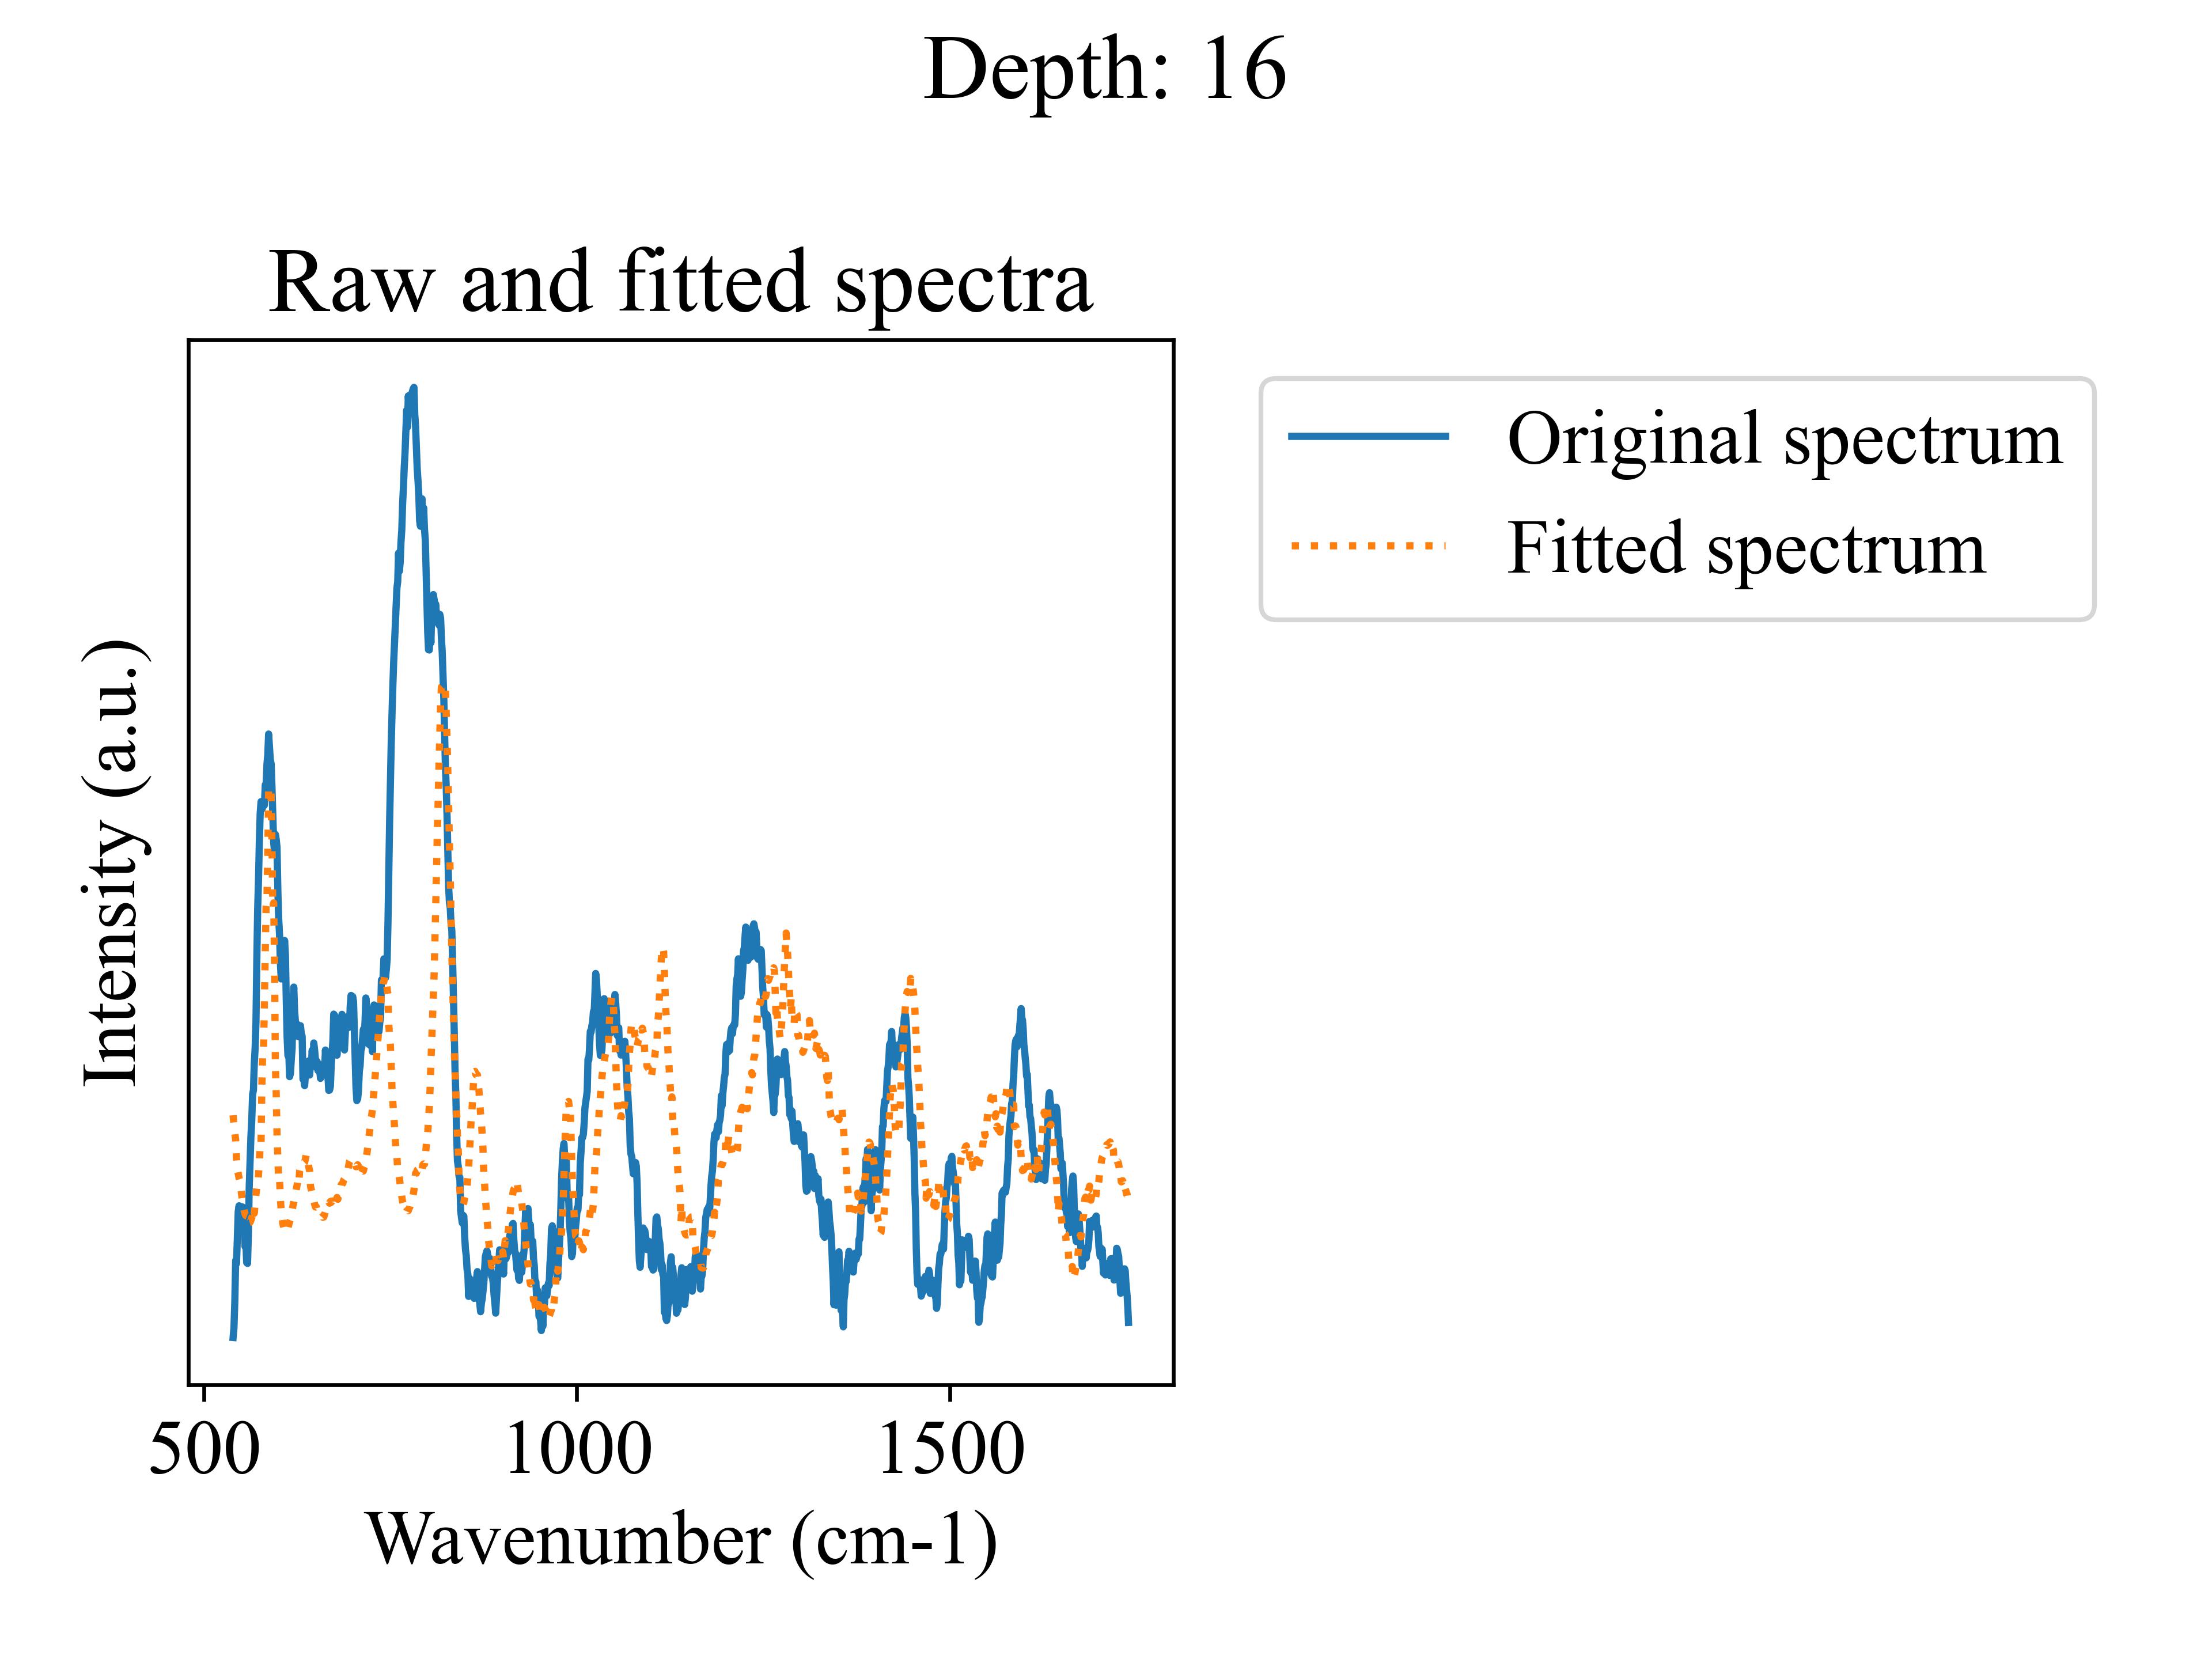 Depth: 16
Raw and fitted spectra
Original spectrum
Fitted spectrum
Intensity (a.u.)
500 1000 1500
Wavenumber (cm-1)